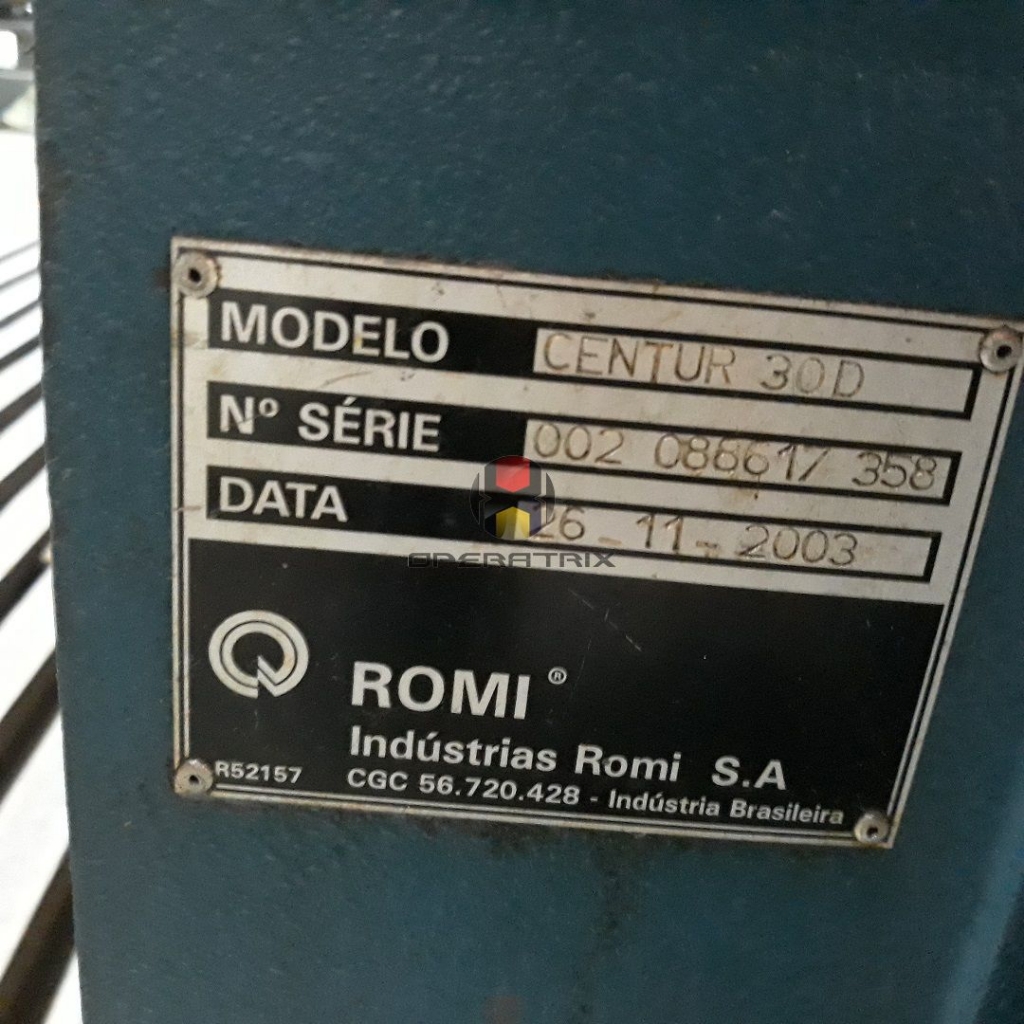 MODELO CENTUR 30D
Nº SÉRIE 002 088617 358
DATA 26-11-2003
OPERATRIX
ROMI ®
Indústrias Romi S.A
R52157 CGC 56.720.428 - Indústria Brasileira